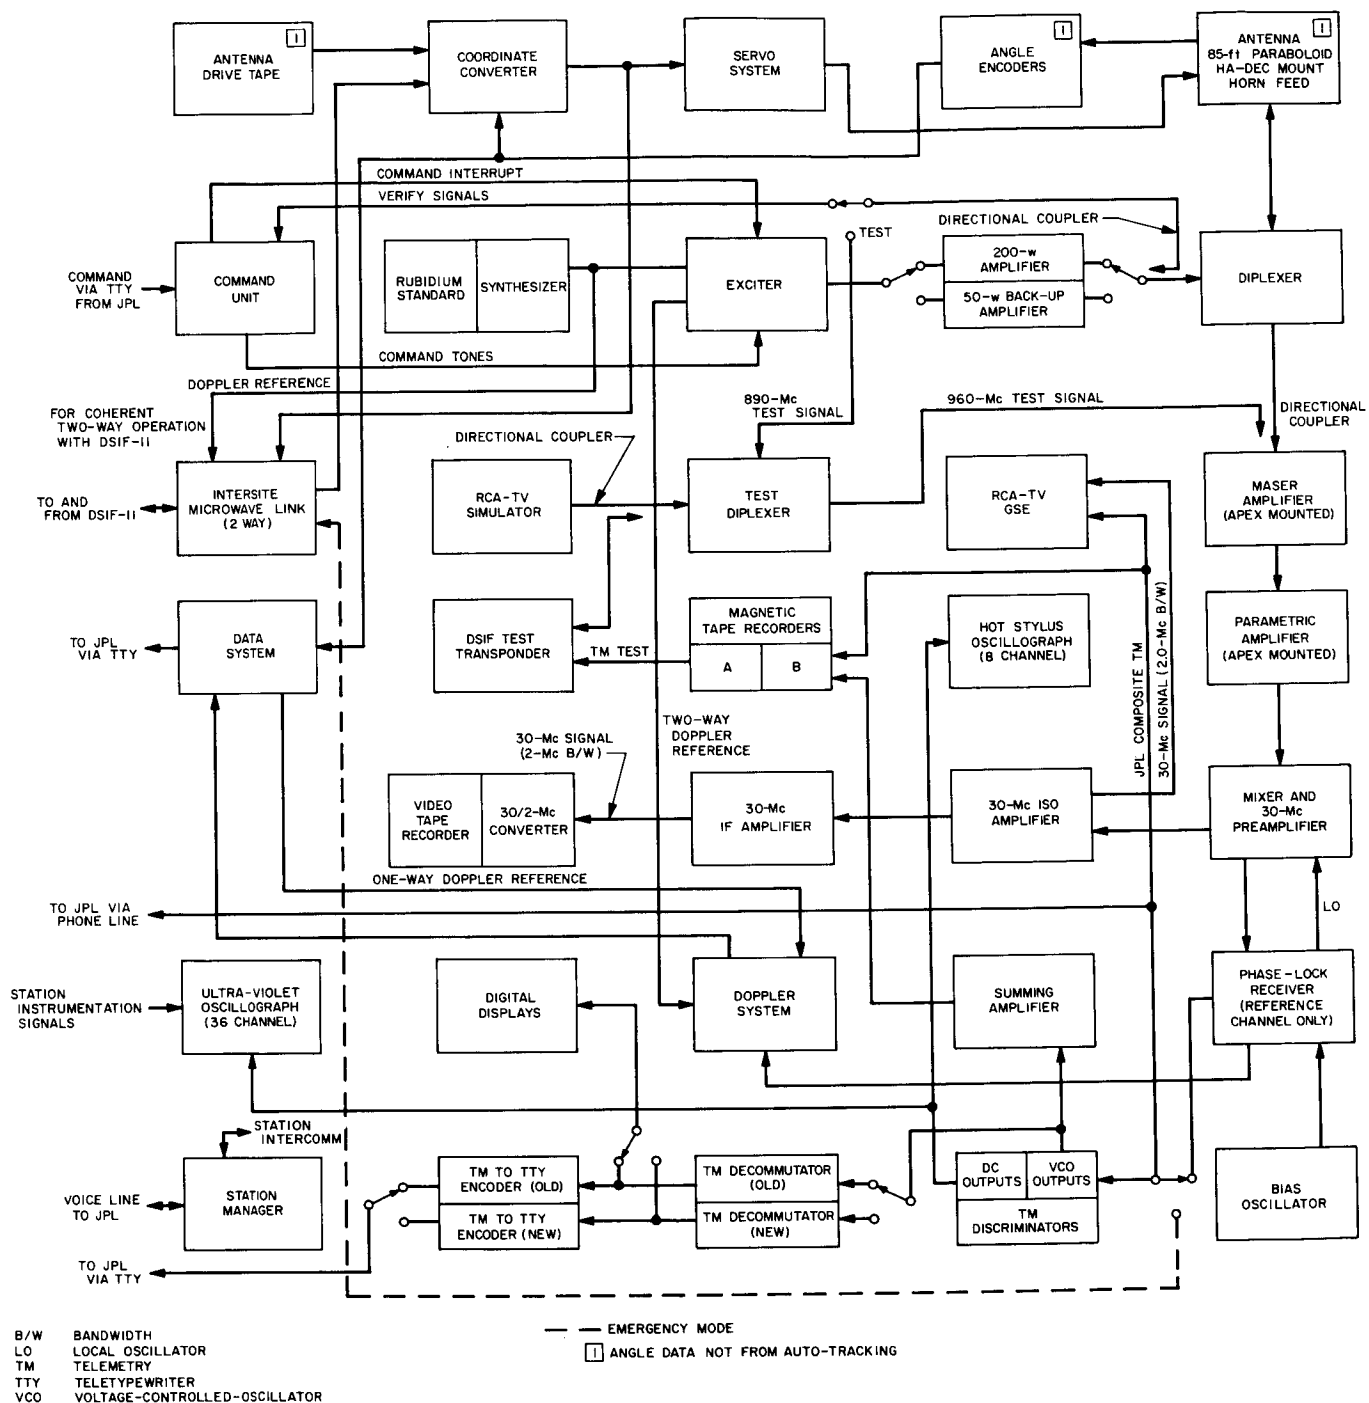 ANTENNA
DRIVE TAPE
1
COORDINATE
CONVERTER
SERVO
SYSTEM
ANGLE
ENCODERS
1
ANTENNA
85-ft PARABOLOID
HA-DEC MOUNT
HORN FEED
1
COMMAND INTERRUPT
VERIFY SIGNALS
TEST
DIRECTIONAL COUPLER
COMMAND
VIA TTY
FROM JPL
COMMAND
UNIT
RUBIDIUM
STANDARD
SYNTHESIZER
EXCITER
200-w
AMPLIFIER
50-w BACK-UP
AMPLIFIER
DIPLEXER
COMMAND TONES
DOPPLER REFERENCE
FOR COHERENT
TWO-WAY OPERATION
WITH DSIF-11
890-Mc
TEST SIGNAL
960-Mc TEST SIGNAL
DIRECTIONAL
COUPLER
DIRECTIONAL COUPLER
TO AND
FROM DSIF-11
INTERSITE
MICROWAVE LINK
(2 WAY)
RCA-TV
SIMULATOR
TEST
DIPLEXER
RCA-TV
GSE
MASER
AMPLIFIER
(APEX MOUNTED)
TO JPL
VIA TTY
DATA
SYSTEM
DSIF TEST
TRANSPONDER
TM TEST
MAGNETIC
TAPE RECORDERS
A
B
HOT STYLUS
OSCILLOGRAPH
(8 CHANNEL)
JPL COMPOSITE TM
30-Mc SIGNAL (2.0-Mc B/W)
PARAMETRIC
AMPLIFIER
(APEX MOUNTED)
30-Mc SIGNAL
(2-Mc B/W)
TWO-WAY
DOPPLER
REFERENCE
VIDEO
TAPE
RECORDER
30/2-Mc
CONVERTER
30-Mc
IF AMPLIFIER
30-Mc ISO
AMPLIFIER
MIXER AND
30-Mc
PREAMPLIFIER
ONE-WAY DOPPLER REFERENCE
TO JPL VIA
PHONE LINE
LO
STATION
INSTRUMENTATION
SIGNALS
ULTRA-VIOLET
OSCILLOGRAPH
(36 CHANNEL)
DIGITAL
DISPLAYS
DOPPLER
SYSTEM
SUMMING
AMPLIFIER
PHASE-LOCK
RECEIVER
(REFERENCE
CHANNEL ONLY)
STATION
INTERCOMM
VOICE LINE
TO JPL
STATION
MANAGER
TM TO TTY
ENCODER (OLD)
TM TO TTY
ENCODER (NEW)
TM DECOMMUTATOR
(OLD)
TM DECOMMUTATOR
(NEW)
DC
OUTPUTS
VCO
OUTPUTS
TM
DISCRIMINATORS
BIAS
OSCILLATOR
TO JPL
VIA TTY
B/W BANDWIDTH
LO LOCAL OSCILLATOR
TM TELEMETRY
TTY TELETYPEWRITER
VCO VOLTAGE-CONTROLLED-OSCILLATOR
EMERGENCY MODE
1 ANGLE DATA NOT FROM AUTO-TRACKING